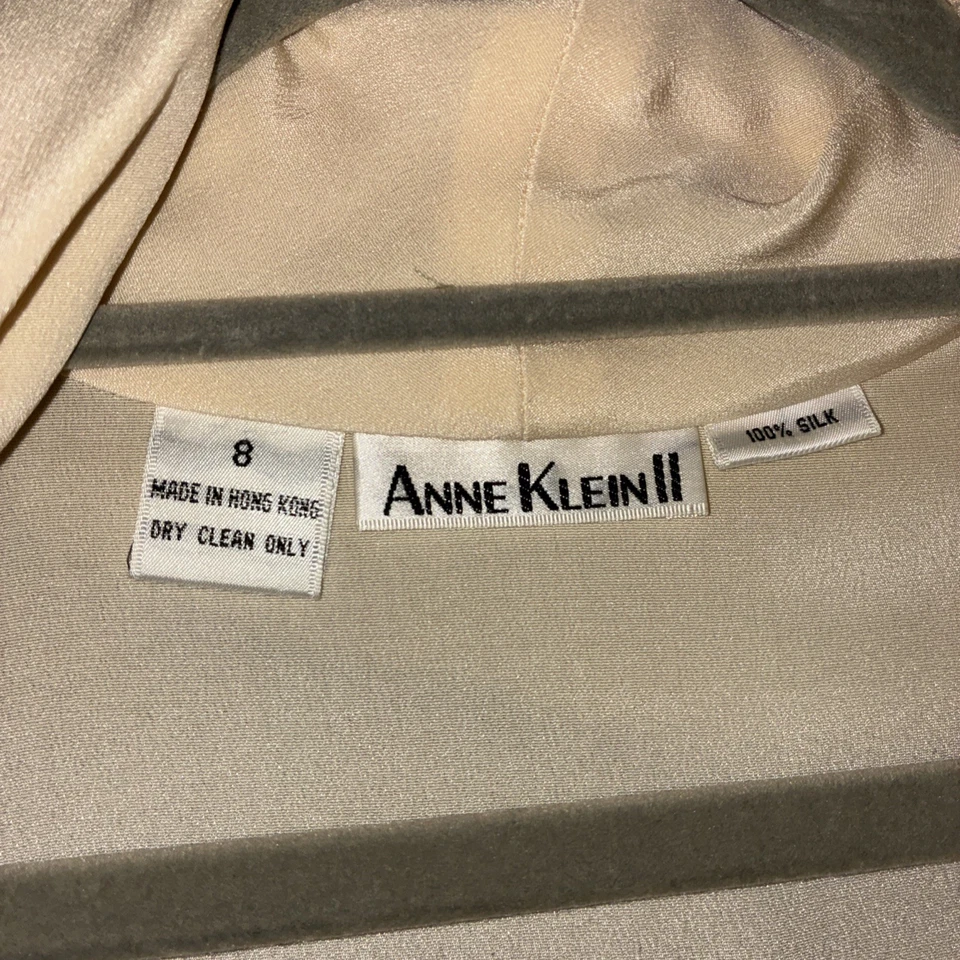 8
MADE IN HONG KONG
DRY CLEAN ONLY
ANNE KLEIN II
100% SILK